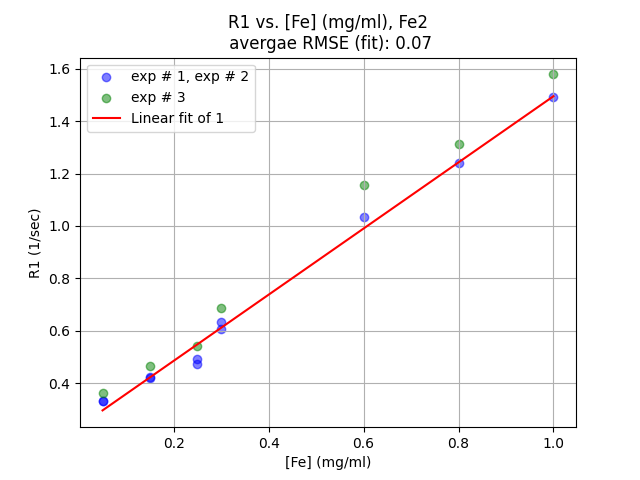 R1 vs. [Fe] (mg/ml), Fe2
avergae RMSE (fit): 0.07
1.6
1.4
1.2
1.0
0.8
0.6
0.4
R1 (1/sec)
exp # 1, exp # 2
exp # 3
Linear fit of 1
0.2 0.4 0.6 0.8 1.0
[Fe] (mg/ml)